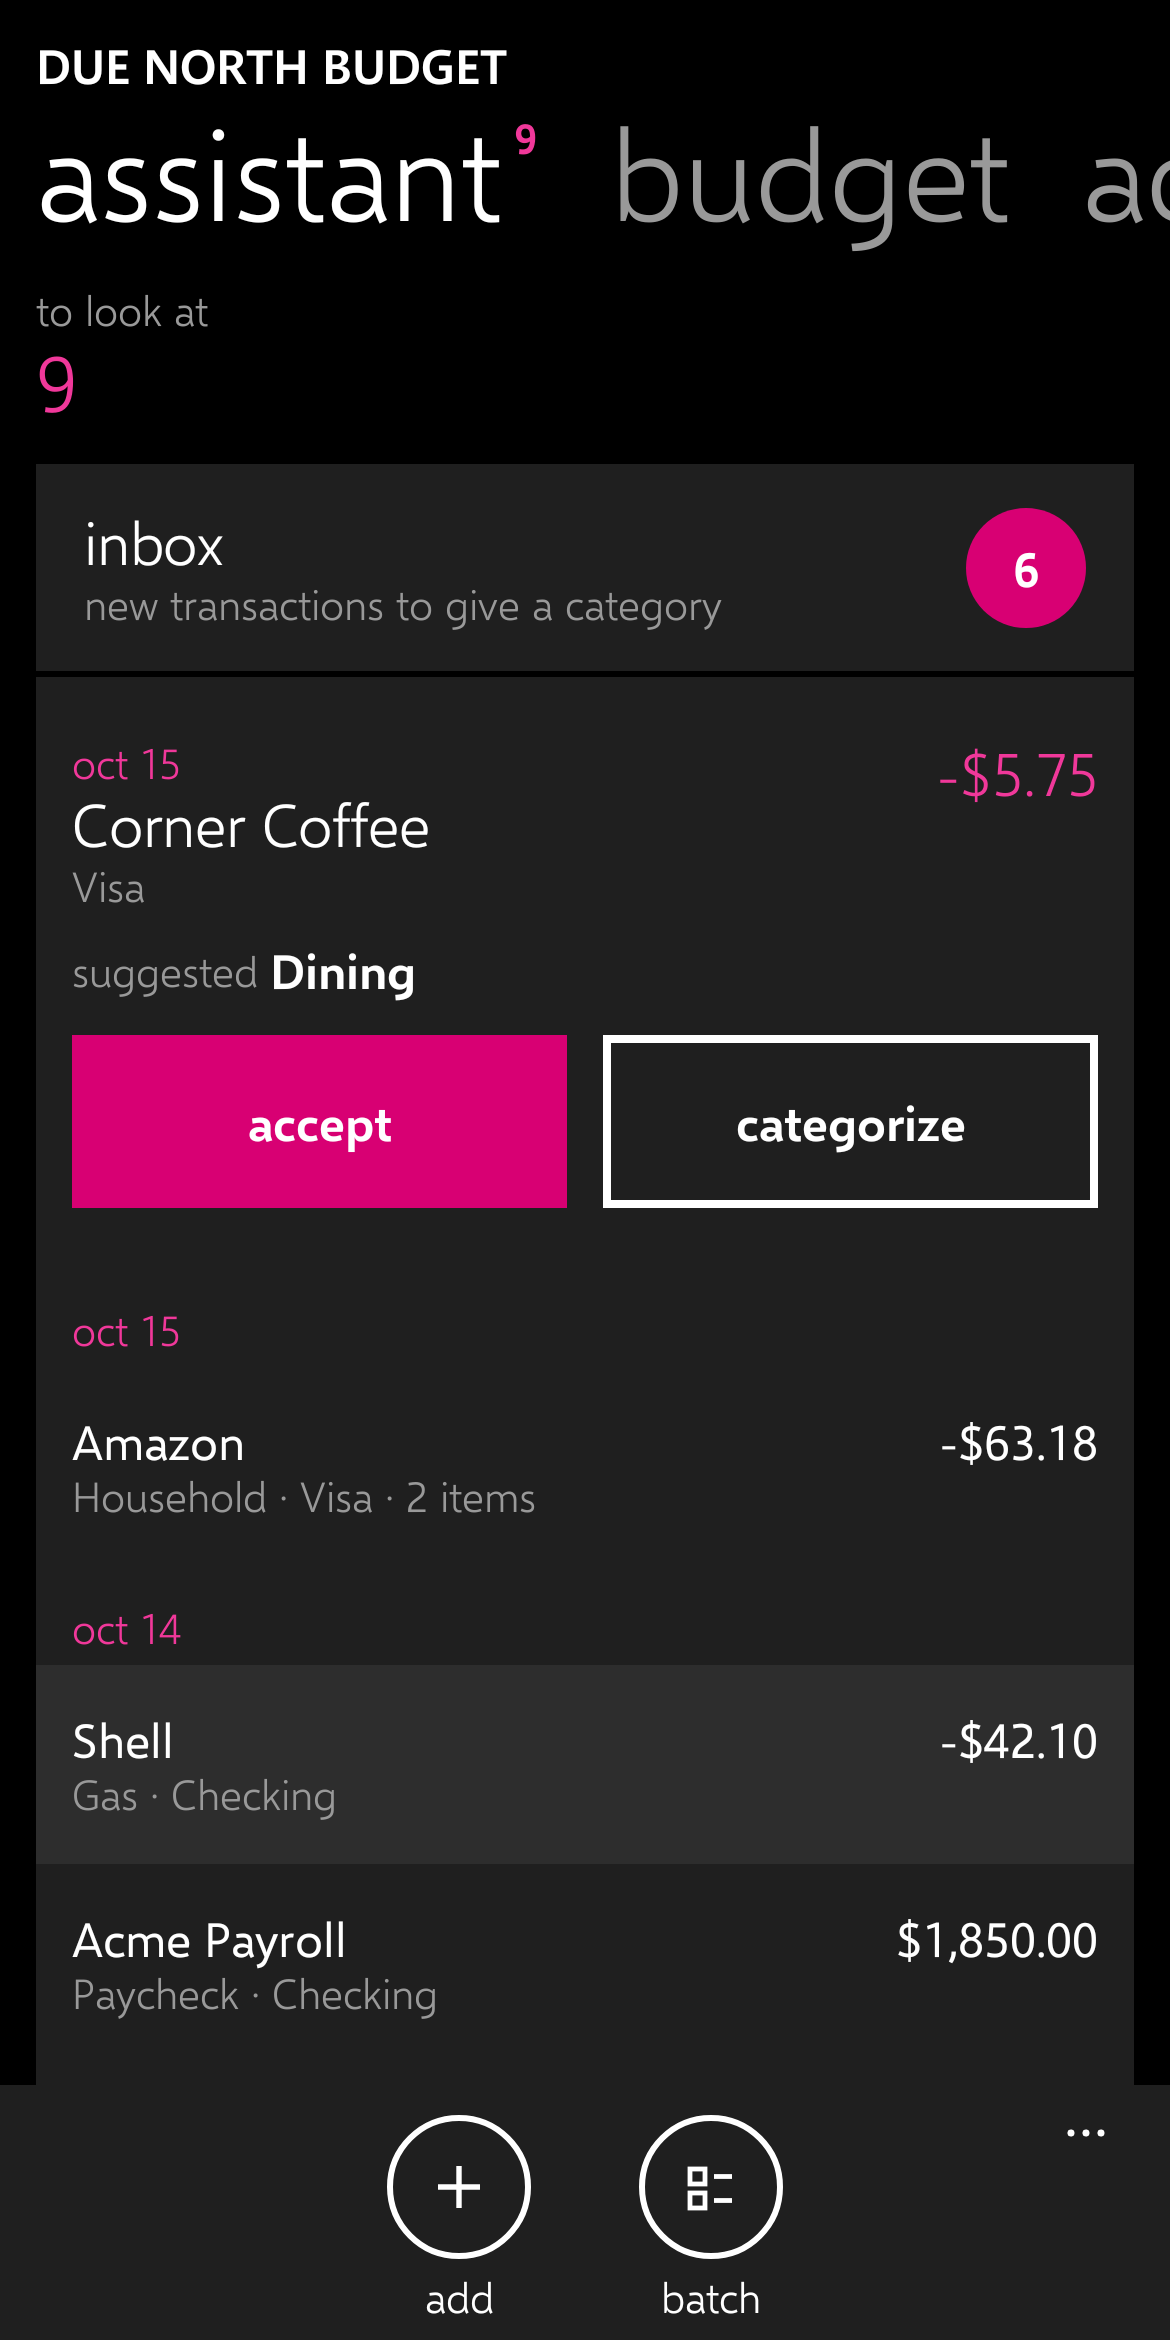 DUE NORTH BUDGET
assistant 9 budget ac
to look at
9
inbox
new transactions to give a category
6
oct 15
-$5.75
Corner Coffee
Visa
suggested Dining
accept categorize
oct 15
Amazon -$63.18
Household · Visa · 2 items
oct 14
Shell -$42.10
Gas · Checking
Acme Payroll $1,850.00
Paycheck · Checking
...
add batch